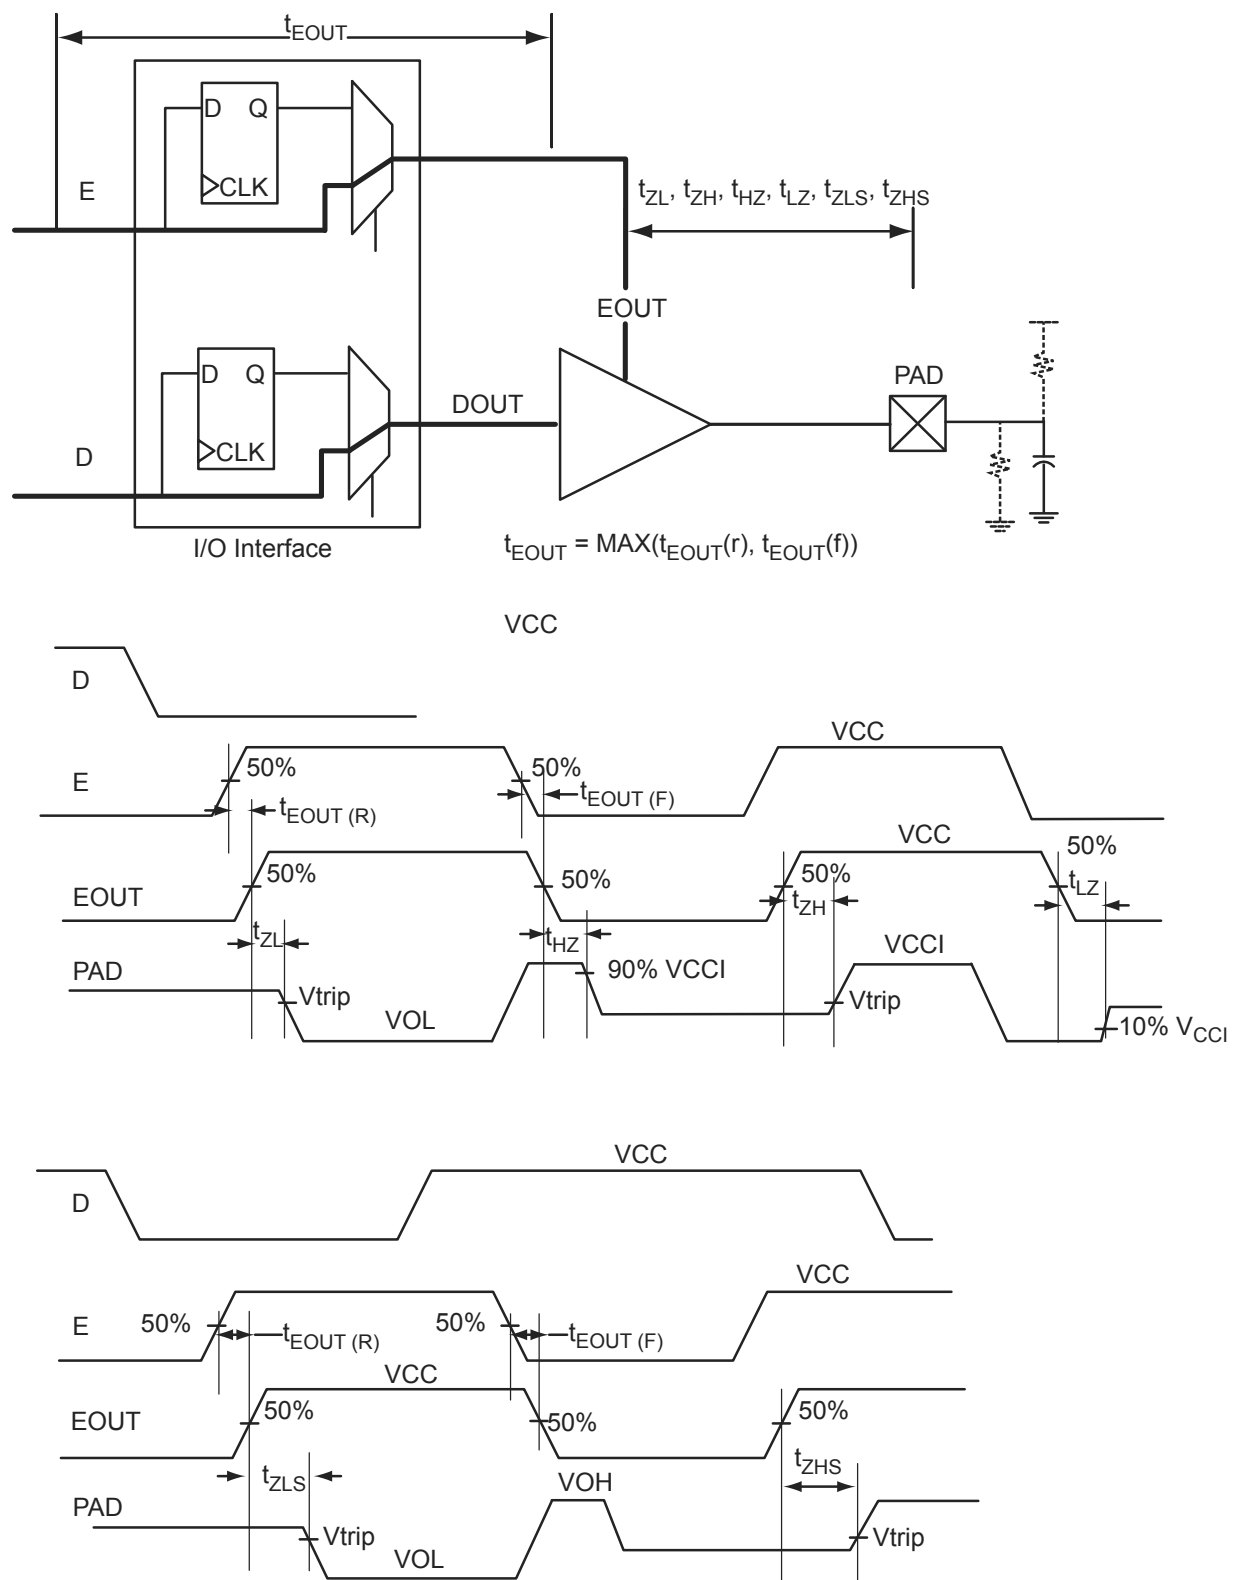 tEOUT
D Q
CLK
E
tZL, tZH, tHZ, tLZ, tZLS, tZHS
EOUT
D Q
CLK
DOUT
PAD
D
I/O Interface
tEOUT = MAX(tEOUT(r), tEOUT(f))
VCC
D
VCC
E
50%
50%
tEOUT (R)
tEOUT (F)
VCC
50%
EOUT
50%
50%
50%
tZL
tHZ
tZH
tLZ
PAD
Vtrip
VOL
90% VCCI
Vtrip
VCCI
10% VCCI
VCC
D
VCC
E
50%
tEOUT (R)
50%
tEOUT (F)
VCC
EOUT
50%
50%
50%
tZLS
tZHS
PAD
Vtrip
VOL
VOH
Vtrip